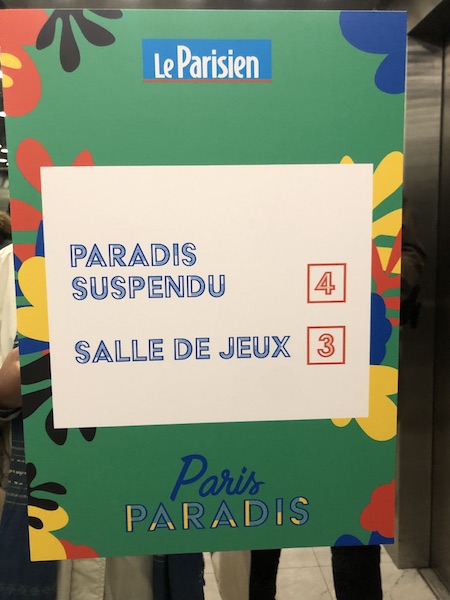 Le Parisien
PARADIS
SUSPENDU 4
SALLE DE JEUX 3
Paris
PARADIS